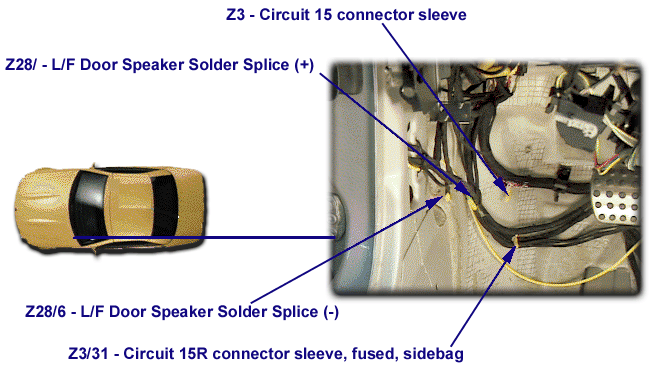 Z3 - Circuit 15 connector sleeve
Z28/ - L/F Door Speaker Solder Splice (+)
Z28/6 - L/F Door Speaker Solder Splice (-)
Z3/31 - Circuit 15R connector sleeve, fused, sidebag